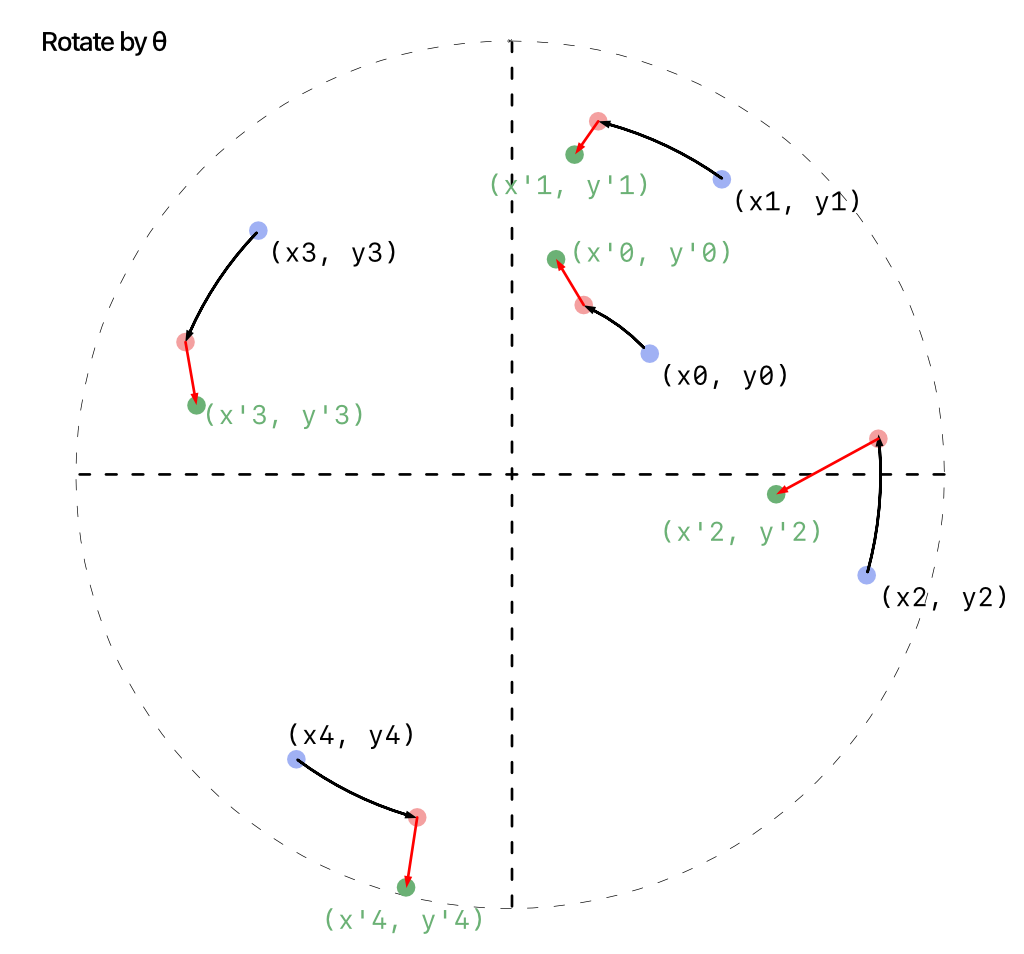 Rotate by θ
(x'1, y'1)
(x1, y1)
(x3, y3)
(x'0, y'0)
(x0, y0)
(x'3, y'3)
(x'2, y'2)
(x2, y2)
(x4, y4)
(x'4, y'4)